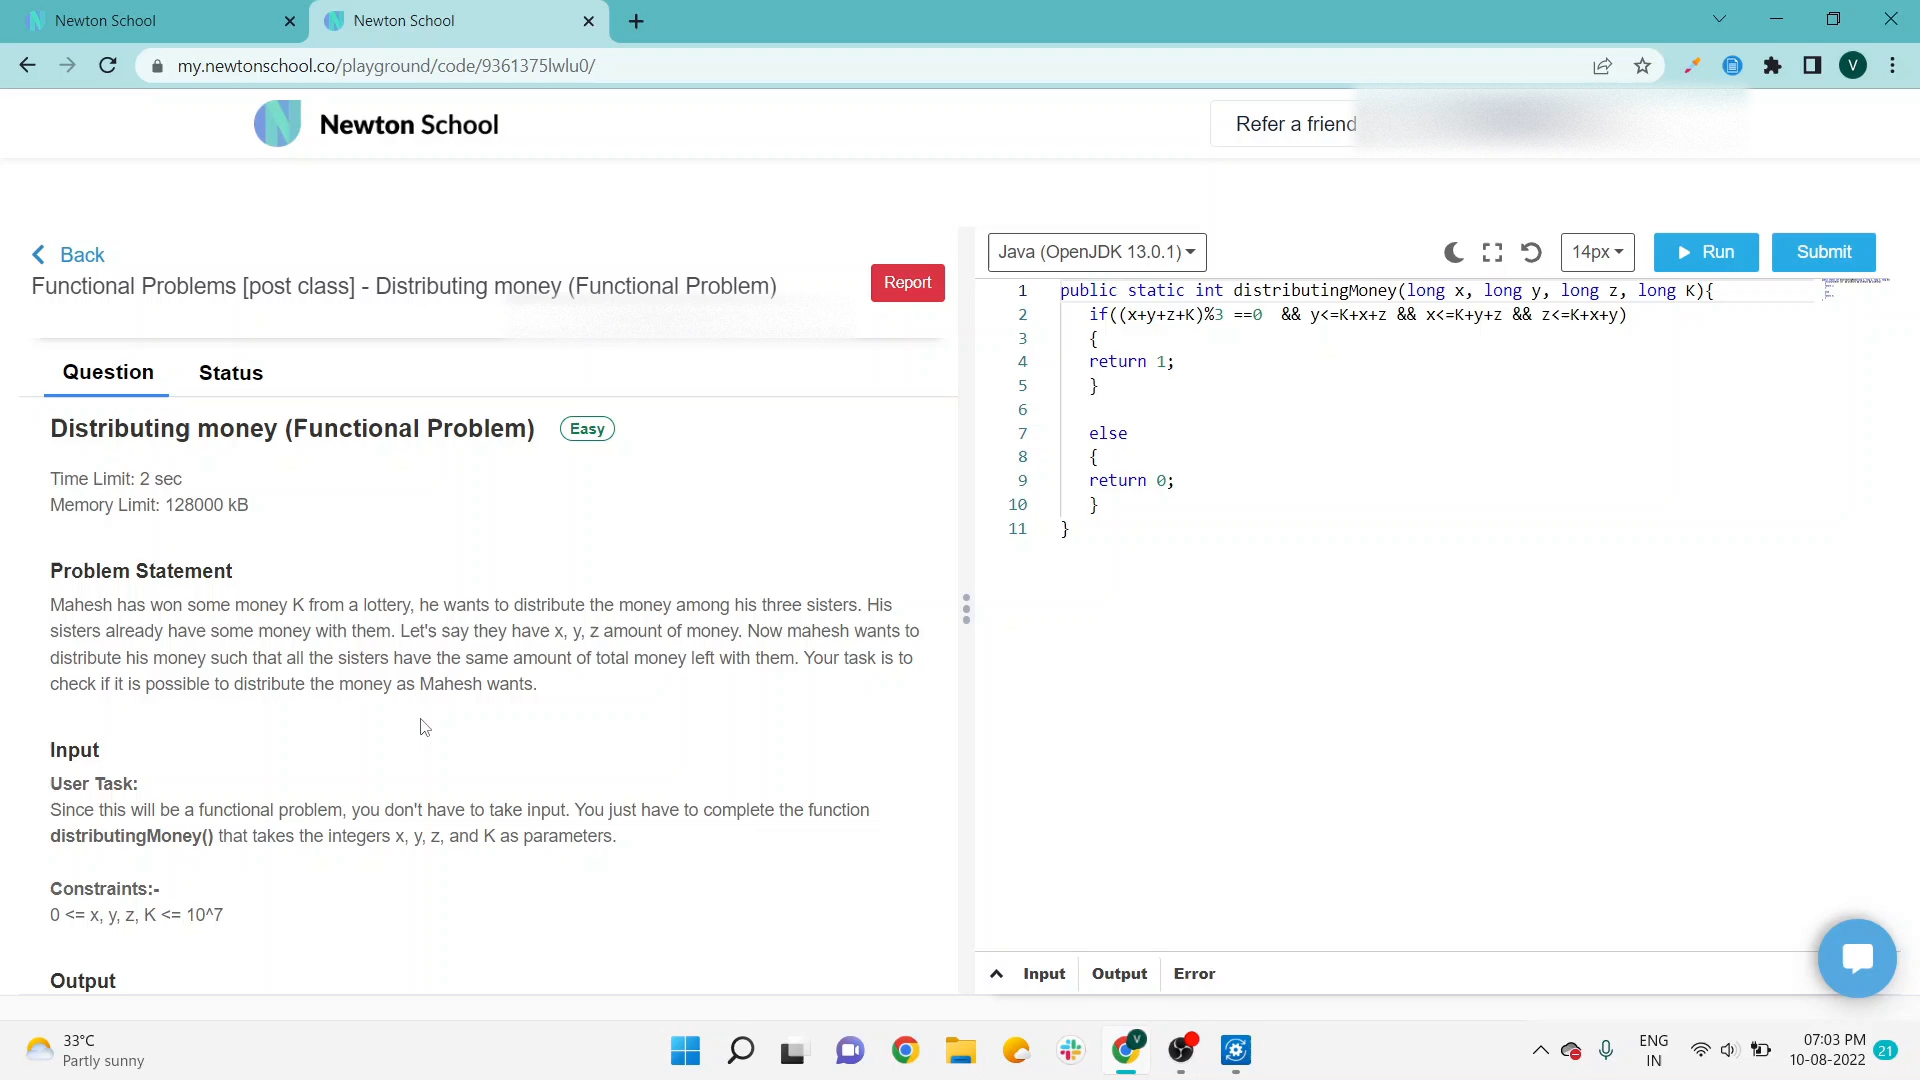 Newton School
Newton School
my.newtonschool.co/playground/code/9361375lwlu0/
V
Newton School
Refer a friend
Back
Functional Problems [post class] - Distributing money (Functional Problem)
Report
Question
Status
Distributing money (Functional Problem)
Easy
Time Limit: 2 sec
Memory Limit: 128000 kB
Problem Statement
Mahesh has won some money K from a lottery, he wants to distribute the money among his three sisters. His
sisters already have some money with them. Let's say they have x, y, z amount of money. Now mahesh wants to
distribute his money such that all the sisters have the same amount of total money left with them. Your task is to
check if it is possible to distribute the money as Mahesh wants.
Input
User Task:
Since this will be a functional problem, you don't have to take input. You just have to complete the function
distributingMoney() that takes the integers x, y, z, and K as parameters.
Constraints:-
0 <= x, y, z, K <= 10^7
Output
Java (OpenJDK 13.0.1)
14px
Run
Submit
1 public static int distributingMoney(long x, long y, long z, long K){
2 if((x+y+z+K)%3 ==0  && y<=K+x+z && x<=K+y+z && z<=K+x+y)
3 {
4 return 1;
5 }
6
7 else
8 {
9 return 0;
10 }
11 }
Input
Output
Error
33°C
Partly sunny
V
ENG
IN
07:03 PM
10-08-2022
21